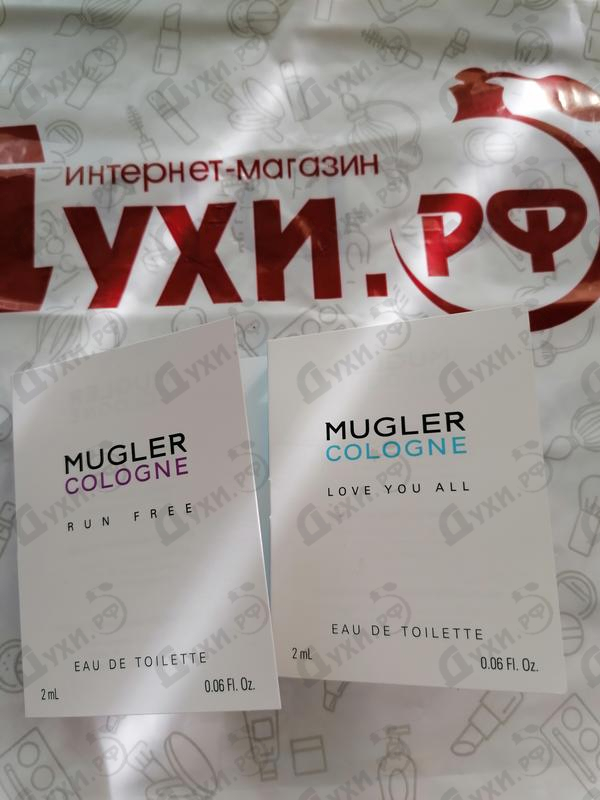 интернет-магазин
Духи.рф
MUGLER
COLOGNE
RUN FREE
EAU DE TOILETTE
2 mL
0.06 Fl. Oz.
MUGLER
COLOGNE
LOVE YOU ALL
EAU DE TOILETTE
2 mL
0.06 Fl. Oz.